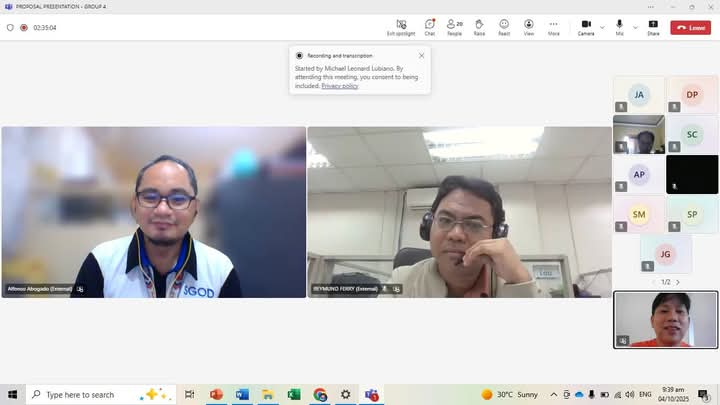 PROPOSAL PRESENTATION - GROUP 4
02:35:04
Exit spotlight
Chat
20
People
Raise
React
View
More
Camera
Mic
Share
Leave
Recording and transcription
Started by Michael Leonard Lubiano. By
attending this meeting, you consent to being
included. Privacy policy
JA
DP
SC
AP
SM
SP
JG
1/2
SGOD
Alfonso Abogado (External)
REYMUND FERRY (External)
Type here to search
30°C Sunny
ENG
9:39 am
04/10/2025